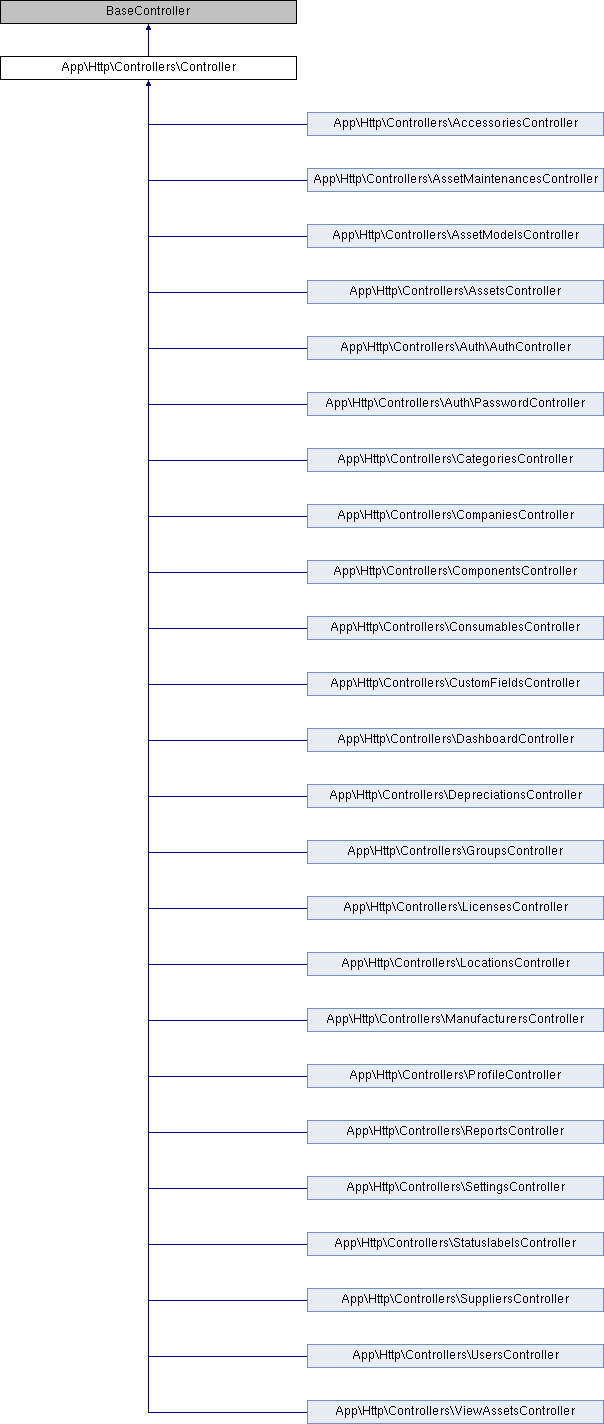 BaseController
App\Http\Controllers\Controller
App\Http\Controllers\AccessoriesController
App\Http\Controllers\AssetMaintenancesController
App\Http\Controllers\AssetModelsController
App\Http\Controllers\AssetsController
App\Http\Controllers\Auth\AuthController
App\Http\Controllers\Auth\PasswordController
App\Http\Controllers\CategoriesController
App\Http\Controllers\CompaniesController
App\Http\Controllers\ComponentsController
App\Http\Controllers\ConsumablesController
App\Http\Controllers\CustomFieldsController
App\Http\Controllers\DashboardController
App\Http\Controllers\DepreciationsController
App\Http\Controllers\GroupsController
App\Http\Controllers\LicensesController
App\Http\Controllers\LocationsController
App\Http\Controllers\ManufacturersController
App\Http\Controllers\ProfileController
App\Http\Controllers\ReportsController
App\Http\Controllers\SettingsController
App\Http\Controllers\StatuslabelsController
App\Http\Controllers\SuppliersController
App\Http\Controllers\UsersController
App\Http\Controllers\ViewAssetsController